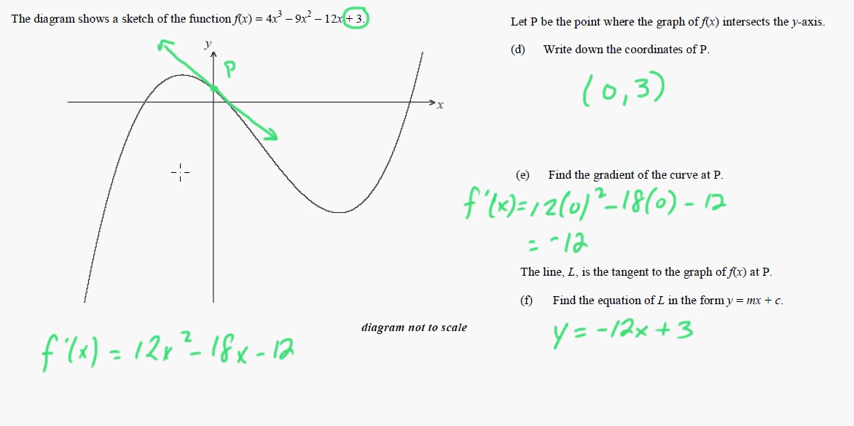 The diagram shows a sketch of the function f(x) = 4x³ – 9x² – 12x + 3.
y
P
x
diagram not to scale
f'(x) = 12x² - 18x - 12
Let P be the point where the graph of f(x) intersects the y-axis.
(d) Write down the coordinates of P.
(0, 3)
(e) Find the gradient of the curve at P.
f'(x) = 12(0)² - 18(0) - 12
= -12
The line, L, is the tangent to the graph of f(x) at P.
(f) Find the equation of L in the form y = mx + c.
y = -12x + 3